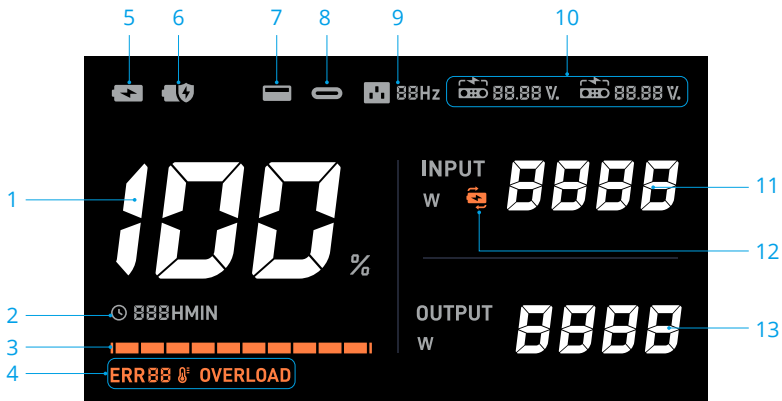 5 6 7 8 9 10
88Hz 88.88 V. 88.88 V.
1 100 %
INPUT
W 8888 11
12
2 888HMIN
OUTPUT
W 8888 13
3
4 ERR88 OVERLOAD